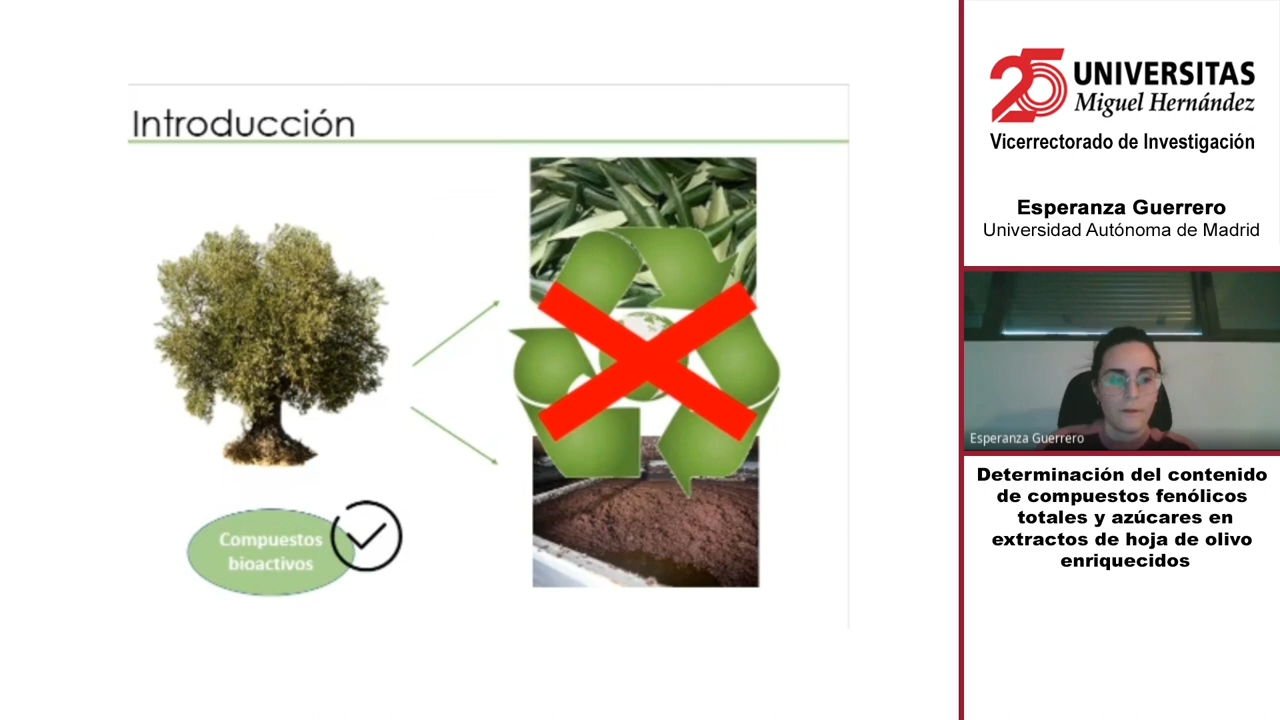 Introducción
Compuestos
bioactivos
25 UNIVERSITAS
Miguel Hernández
Vicerrectorado de Investigación
Esperanza Guerrero
Universidad Autónoma de Madrid
Esperanza Guerrero
Determinación del contenido
de compuestos fenólicos
totales y azúcares en
extractos de hoja de olivo
enriquecidos